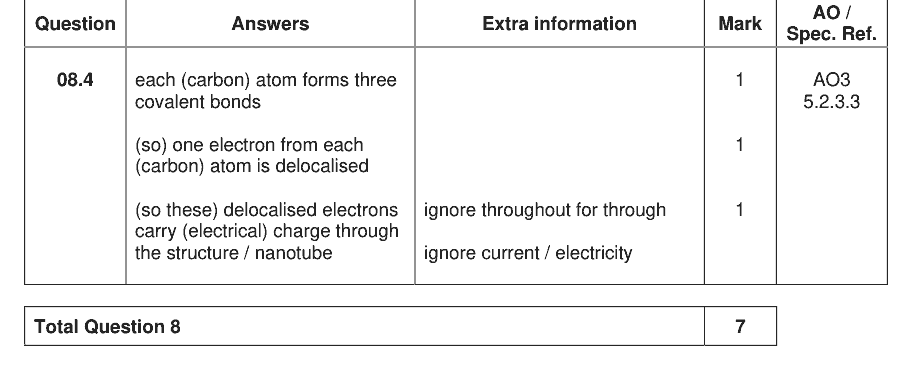 Question Answers Extra information Mark AO /
Spec. Ref.
08.4 each (carbon) atom forms three 1 AO3
covalent bonds 5.2.3.3
(so) one electron from each 1
(carbon) atom is delocalised
(so these) delocalised electrons ignore throughout for through 1
carry (electrical) charge through
the structure / nanotube ignore current / electricity
Total Question 8 7